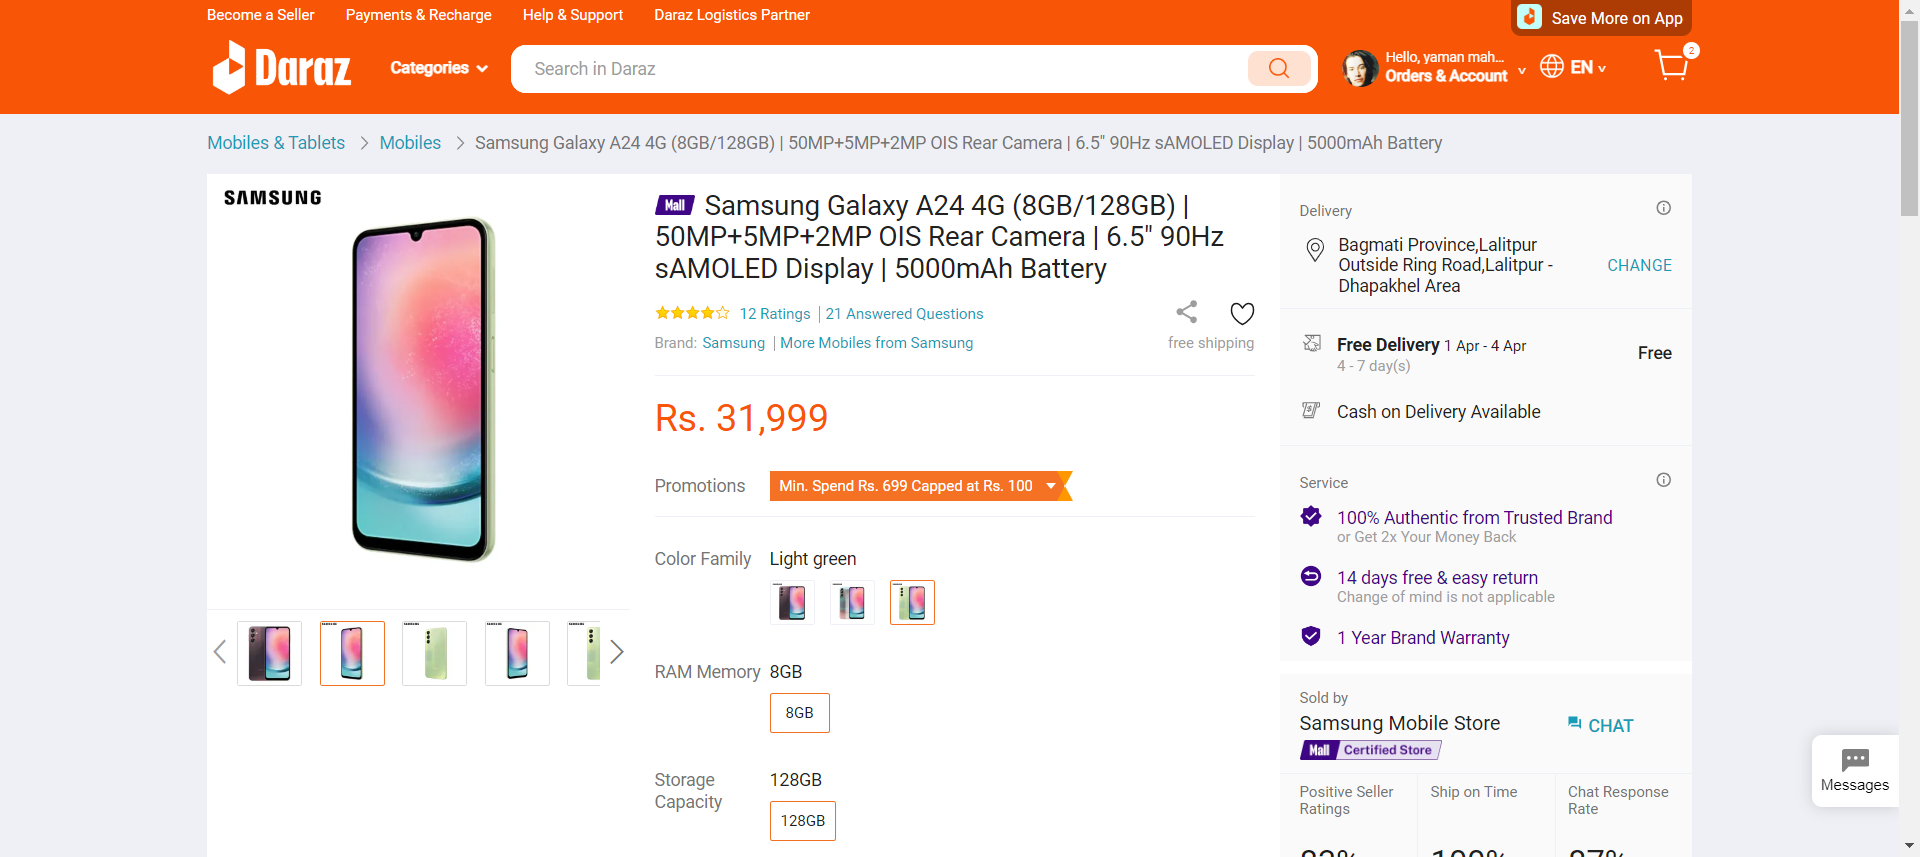 Become a Seller
Payments & Recharge
Help & Support
Daraz Logistics Partner
Save More on App
Daraz
Categories
Search in Daraz
Hello, yaman mah...
Orders & Account
EN
2
Mobiles & Tablets
Mobiles
Samsung Galaxy A24 4G (8GB/128GB) | 50MP+5MP+2MP OIS Rear Camera | 6.5" 90Hz sAMOLED Display | 5000mAh Battery
SAMSUNG
Mall Samsung Galaxy A24 4G (8GB/128GB) |
50MP+5MP+2MP OIS Rear Camera | 6.5" 90Hz
sAMOLED Display | 5000mAh Battery
12 Ratings | 21 Answered Questions
Brand: Samsung | More Mobiles from Samsung
free shipping
Rs. 31,999
Promotions
Min. Spend Rs. 699 Capped at Rs. 100
Color Family
Light green
RAM Memory
8GB
8GB
Storage
Capacity
128GB
128GB
Delivery
Bagmati Province,Lalitpur
Outside Ring Road,Lalitpur -
Dhapakhel Area
CHANGE
Free Delivery 1 Apr - 4 Apr
4 - 7 day(s)
Free
Cash on Delivery Available
Service
100% Authentic from Trusted Brand
or Get 2x Your Money Back
14 days free & easy return
Change of mind is not applicable
1 Year Brand Warranty
Sold by
Samsung Mobile Store
CHAT
Mall Certified Store
Positive Seller
Ratings
Ship on Time
Chat Response
Rate
Messages